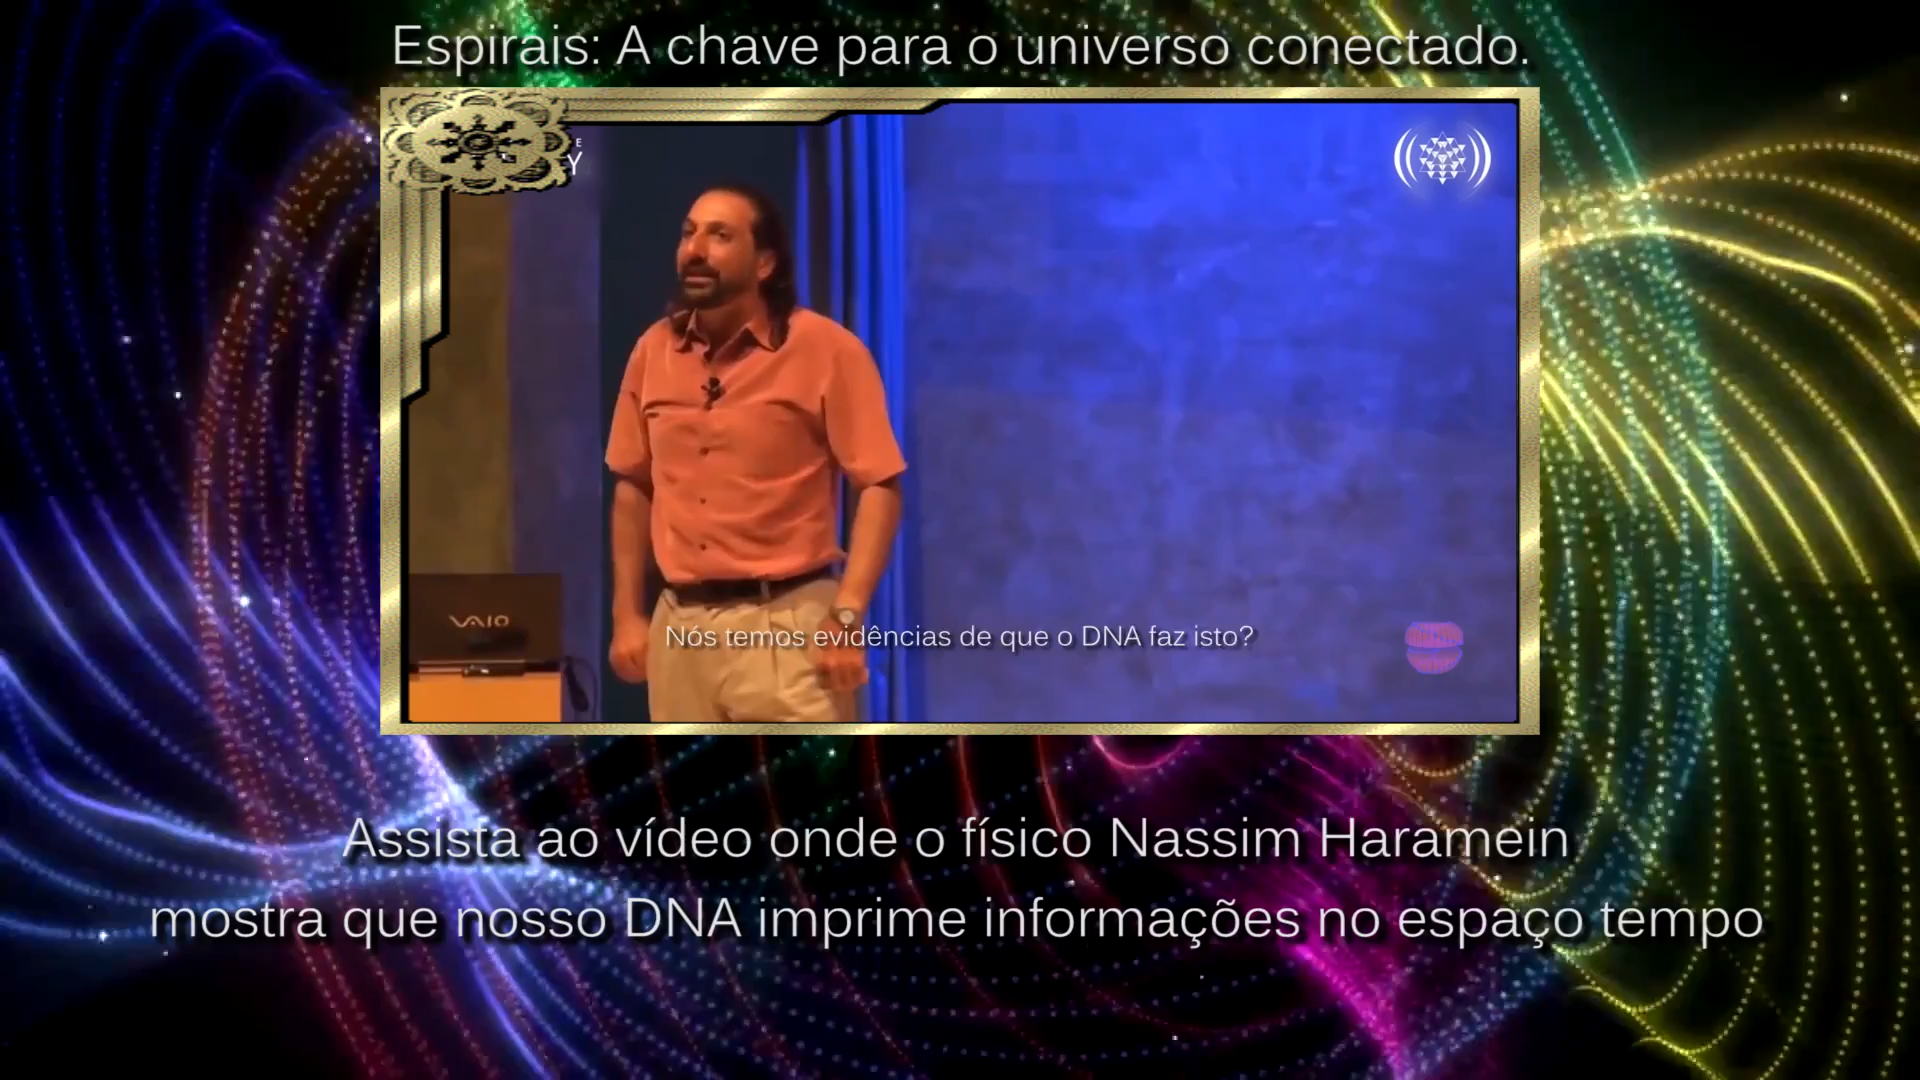 Espirais: A chave para o universo conectado.
E
Y
VAIO
Nós temos evidências de que o DNA faz isto?
Assista ao vídeo onde o físico Nassim Haramein
mostra que nosso DNA imprime informações no espaço tempo